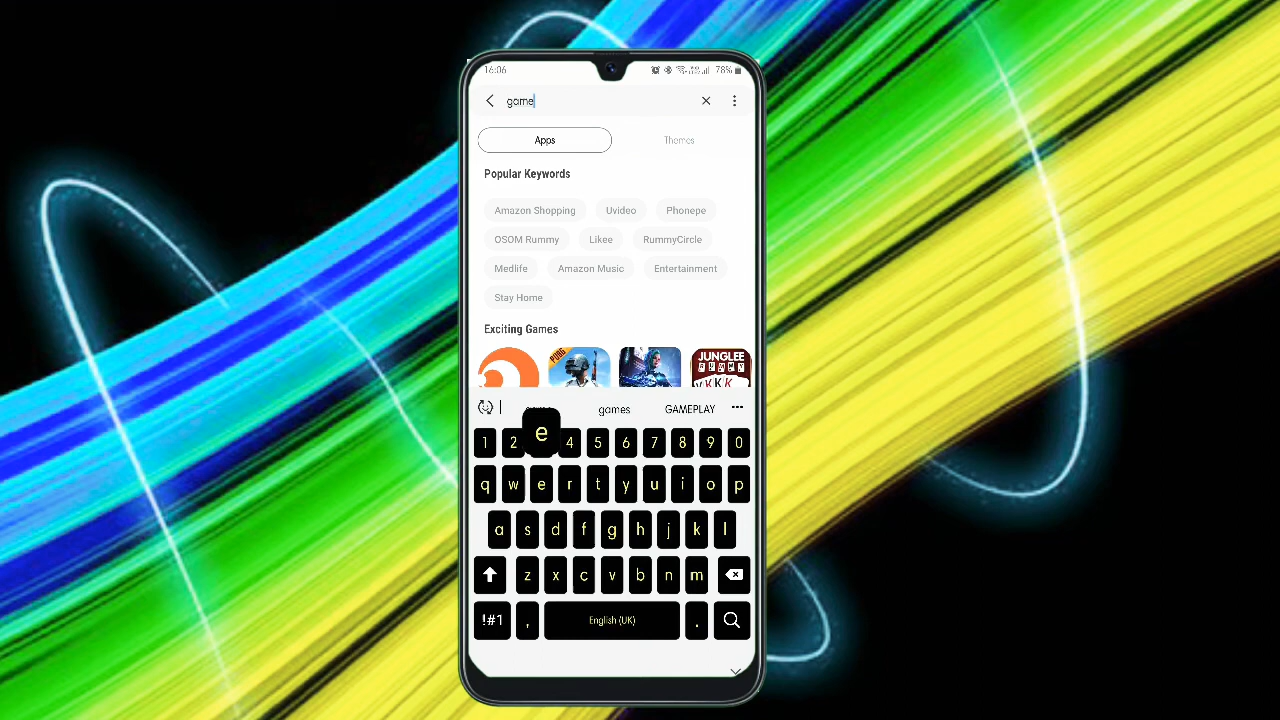 16:06 78%
game
Apps Themes
Popular Keywords
Amazon Shopping Uvideo Phonepe
OSOM Rummy Likee RummyCircle
Medlife Amazon Music Entertainment
Stay Home
Exciting Games
PUBG JUNGLEE
games GAMEPLAY
e
1 2 4 5 6 7 8 9 0
q w e r t y u i o p
a s d f g h j k l
z x c v b n m
!#1 , English (UK) .